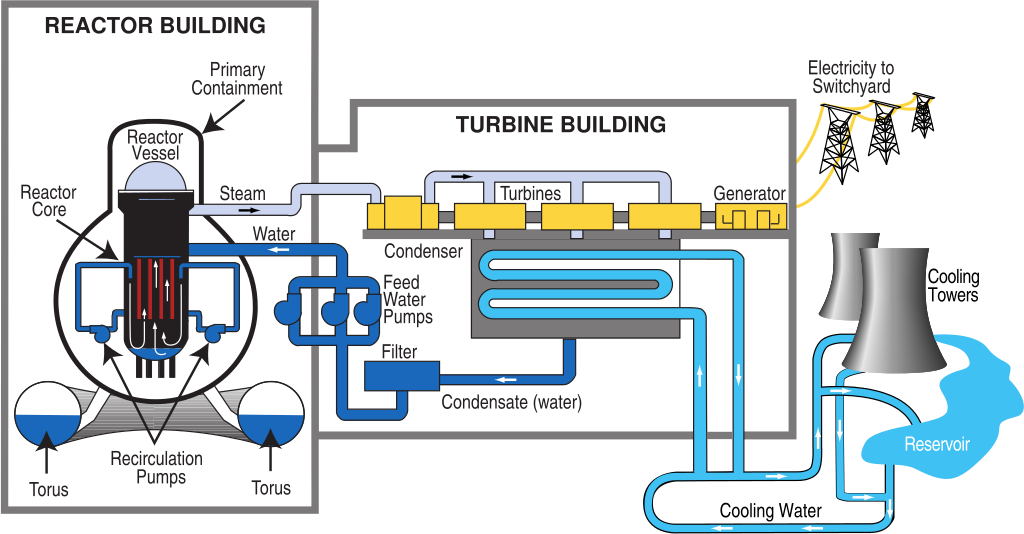 REACTOR BUILDING
Primary
Containment
Reactor
Vessel
Reactor
Core
Steam
Water
Feed
Water
Pumps
Recirculation
Pumps
Torus
Torus
TURBINE BUILDING
Turbines
Generator
Condenser
Filter
Condensate (water)
Electricity to
Switchyard
Cooling
Towers
Reservoir
Cooling Water